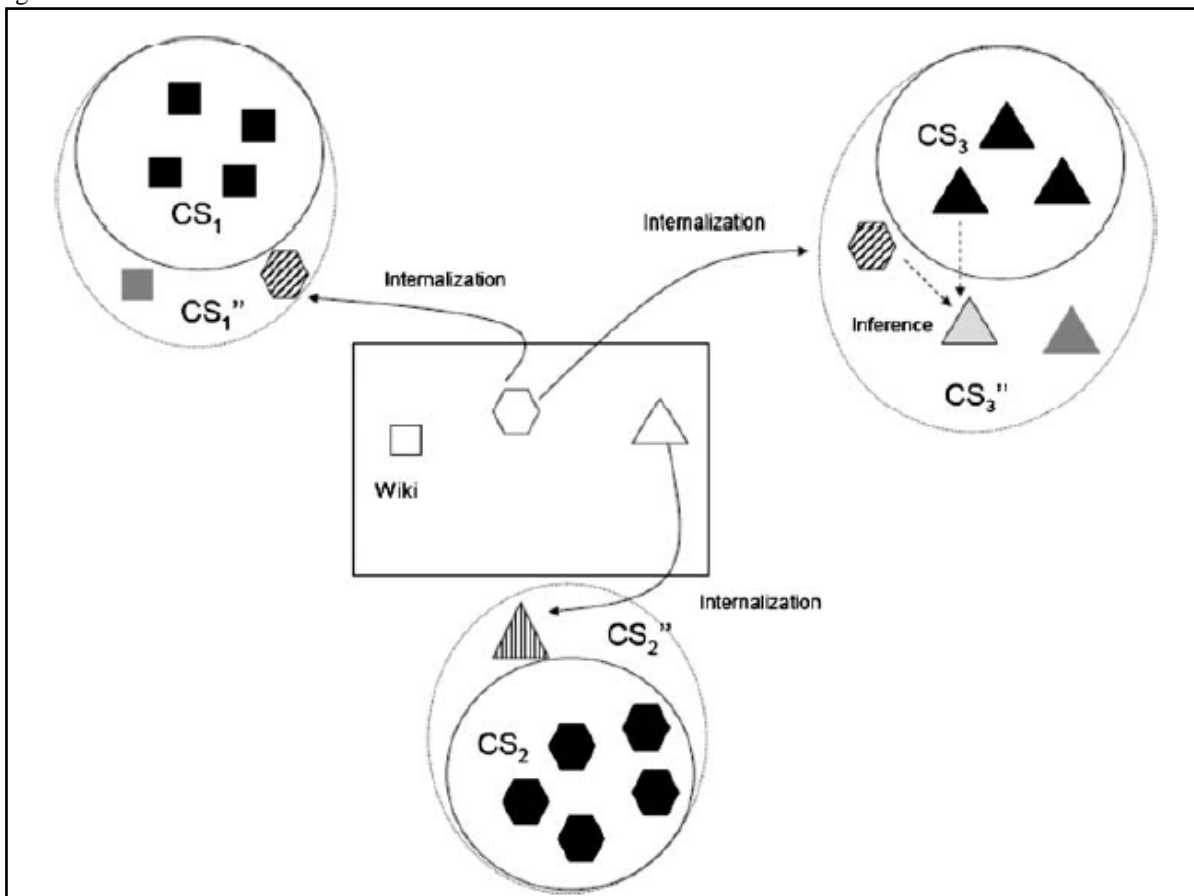 CS₁
CS₁”
Internalization
Internalization
CS₃
Inference
CS₃”
Wiki
Internalization
CS₂”
CS₂